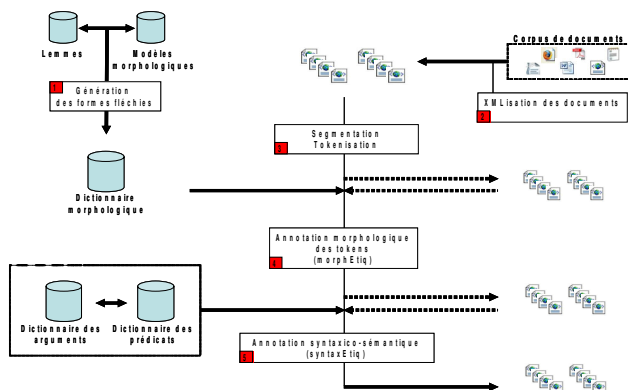 Corpus de documents
Lemmes
Modèles
morphologiques
1
Génération
des formes fléchies
XMLisation des documents
2
Segmentation
Tokenisation
3
Dictionnaire
morphologique
Annotation morphologique
des tokens
(morphEtiq)
4
Dictionnaire des
arguments
Dictionnaire des
prédicats
Annotation syntaxico-sémantique
(syntaxEtiq)
5